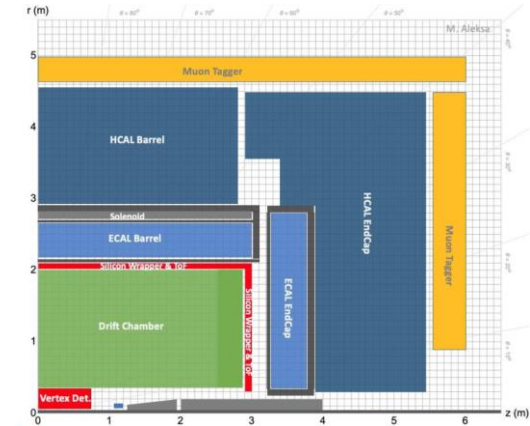 r (m)
M. Aleksa
5
Muon Tagger
4
HCAL Barrel
3
HCAL EndCap
Solenoid
ECAL Barrel
Muon Tagger
2
Silicon Wrapper & ToF
ECAL EndCap
Silicon Wrapper & ToF
Drift Chamber
1
Vertex Det.
0
0 1 2 3 4 5 6 z (m)